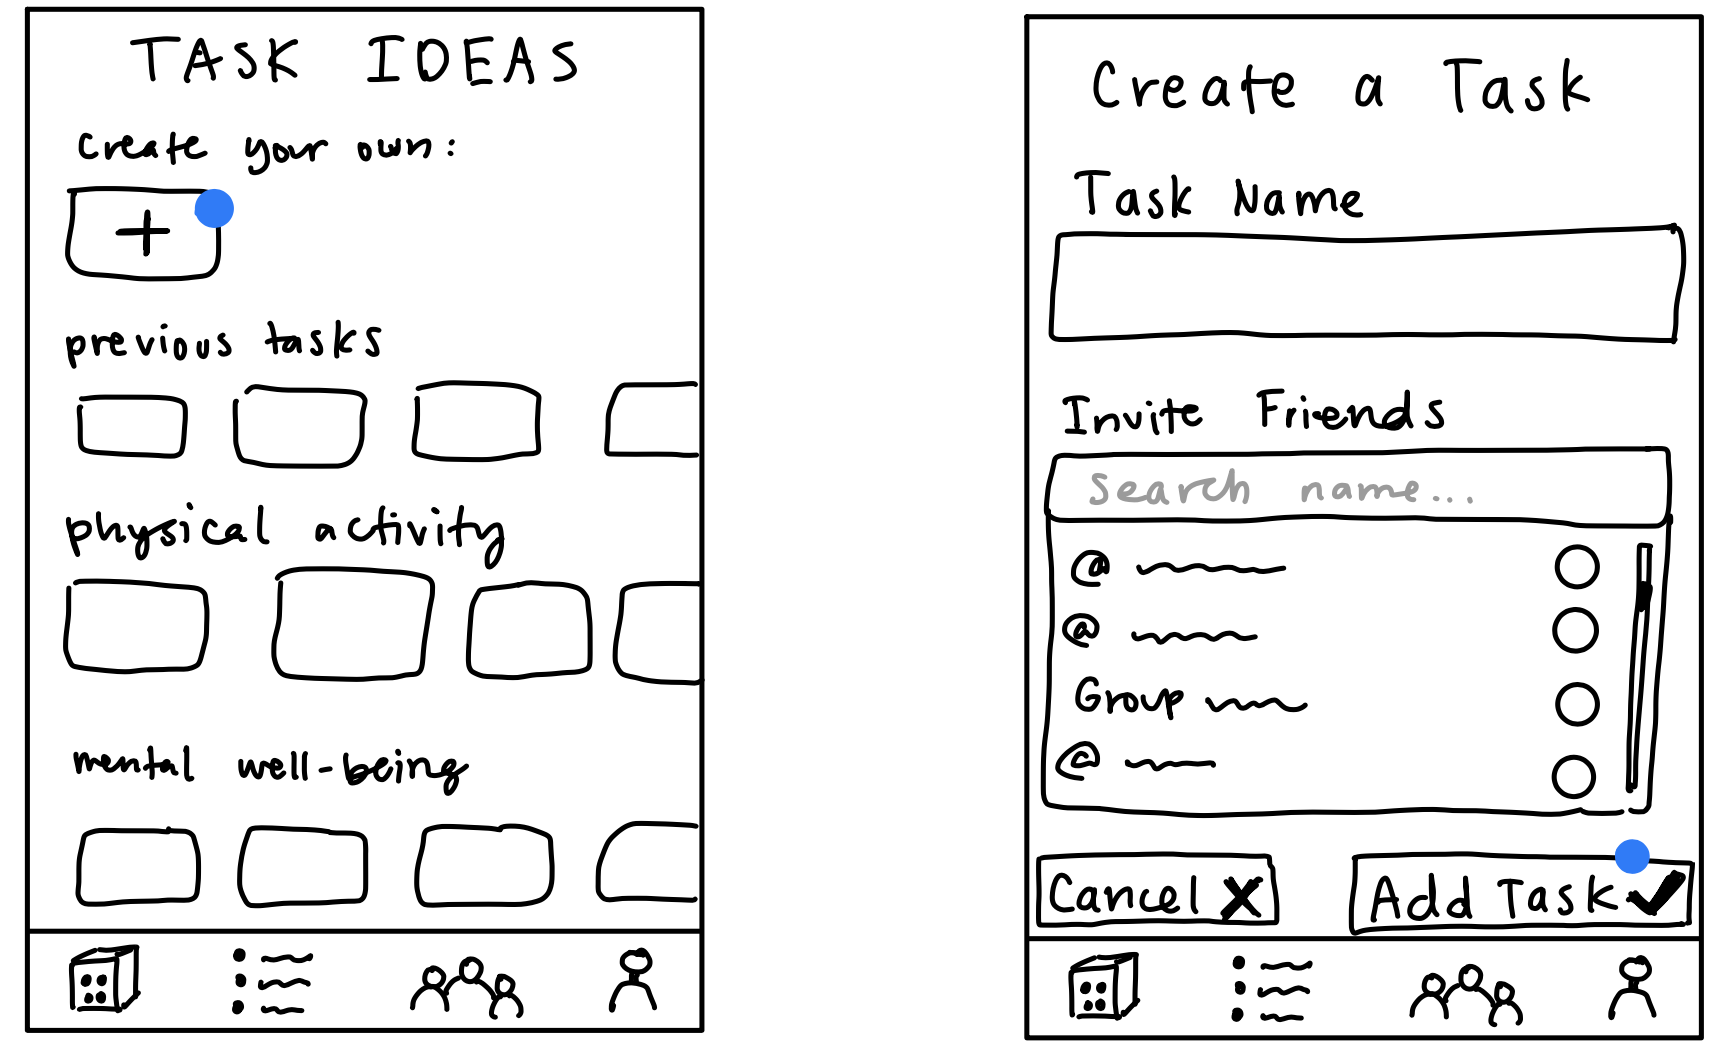 TASK IDEAS
create your own:
+
previous tasks
physical activity
mental well-being
Create a Task
Task Name
Invite Friends
Search name...
@
@
Group
@
Cancel X
Add Task ✓